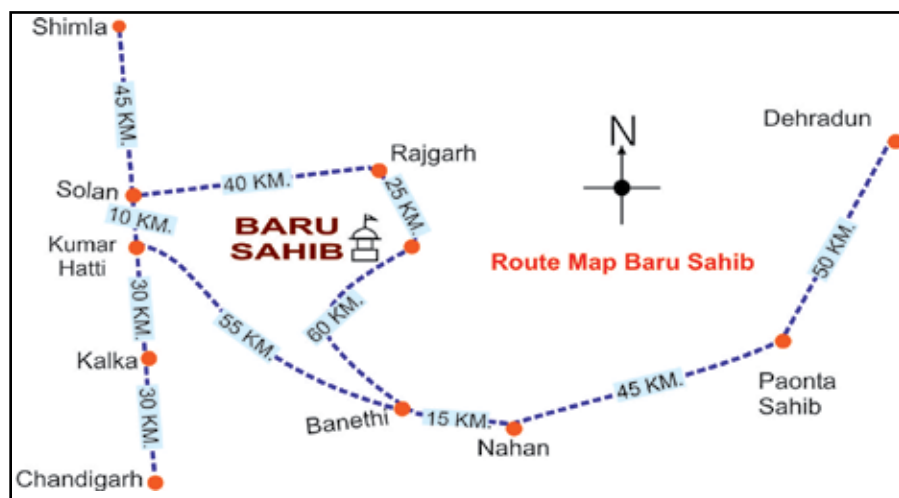 Shimla
45 KM.
N
Dehradun
Rajgarh
40 KM.
25 KM.
Solan
10 KM.
BARU
SAHIB
Kumar
Hatti
Route Map Baru Sahib
50 KM.
30 KM.
60 KM.
55 KM.
Kalka
45 KM.
Paonta
Sahib
30 KM.
Banethi
15 KM.
Nahan
Chandigarh